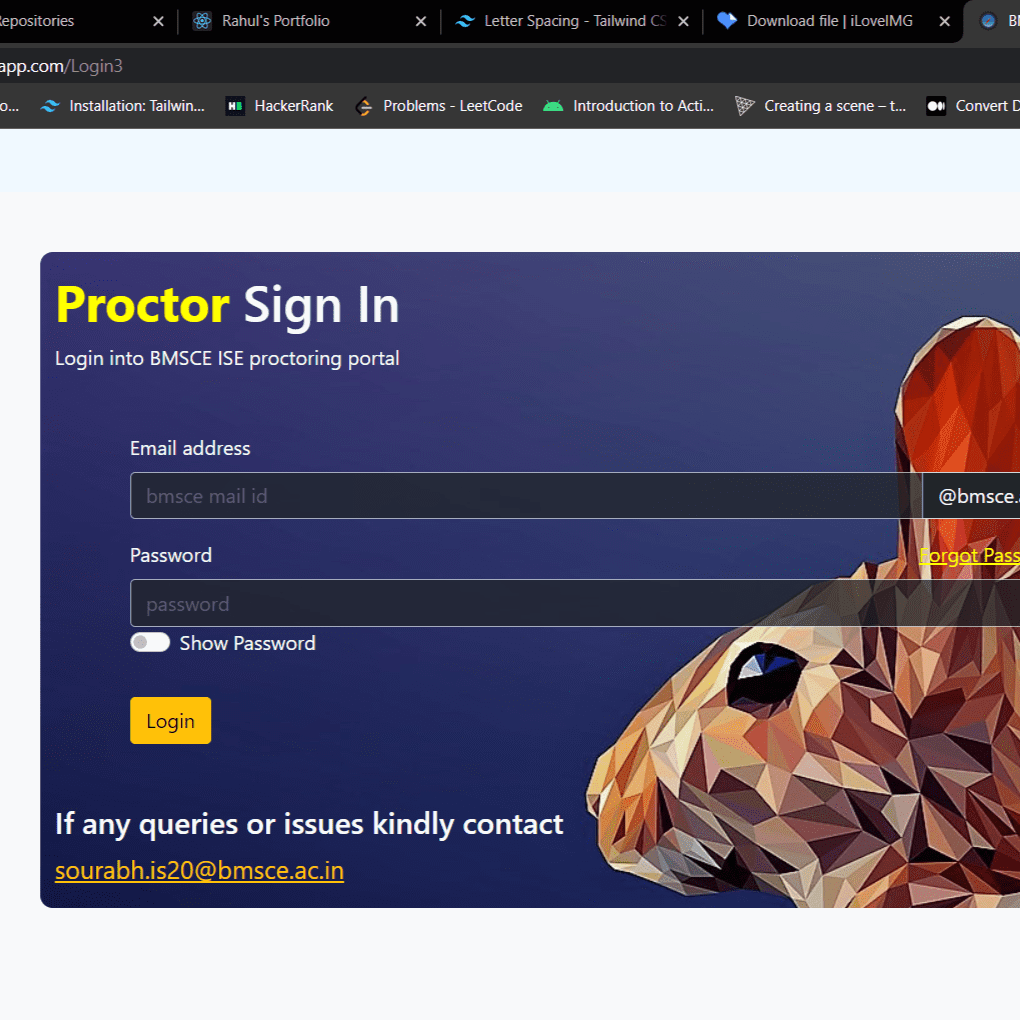 Repositories
Rahul's Portfolio
Letter Spacing - Tailwind CS
Download file | iLoveIMG
app.com/Login3
Installation: Tailwin...
HackerRank
Problems - LeetCode
Introduction to Acti...
Creating a scene – t...
Convert
Proctor Sign In
Login into BMSCE ISE proctoring portal
Email address
bmsce mail id
@bmsce.
Password
Forgot Pass
password
Show Password
Login
If any queries or issues kindly contact
sourabh.is20@bmsce.ac.in